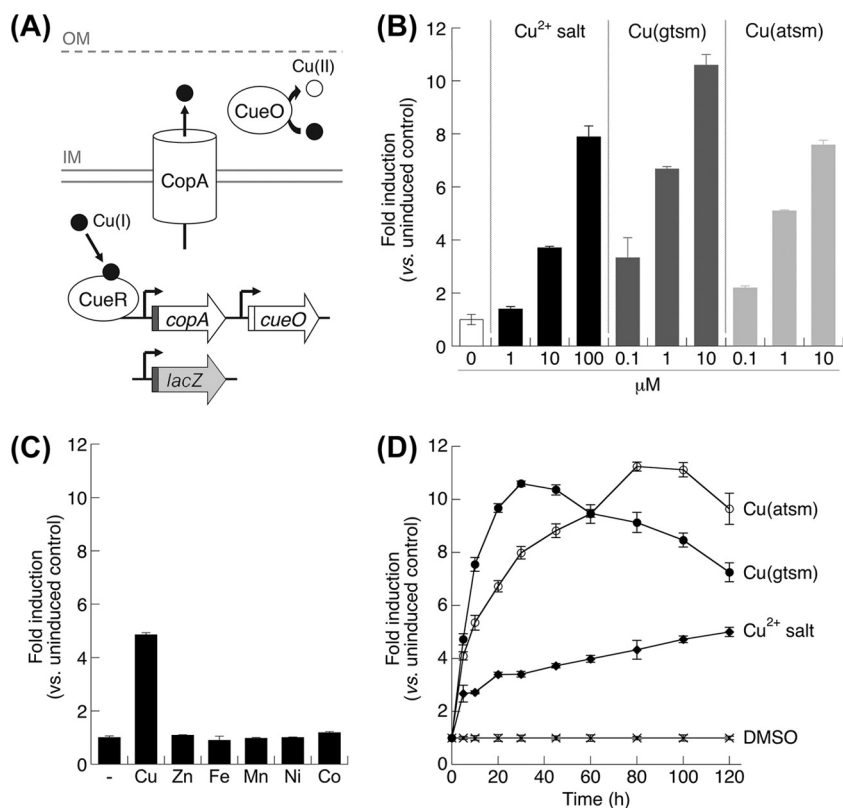 (A)
OM
Cu(II)
CueO
IM
CopA
Cu(I)
CueR
copA
cueO
lacZ
(B)
Cu2+ salt
Cu(gtsm)
Cu(atsm)
Fold induction
(vs. uninduced control)
12
10
8
6
4
2
0
0 1 10 100 0.1 1 10 0.1 1 10
μM
(C)
Fold induction
(vs. uninduced control)
12
10
8
6
4
2
0
- Cu Zn Fe Mn Ni Co
(D)
Fold induction
(vs. uninduced control)
12
10
8
6
4
2
0
Cu(atsm)
Cu(gtsm)
Cu2+ salt
DMSO
0 20 40 60 80 100 120
Time (h)